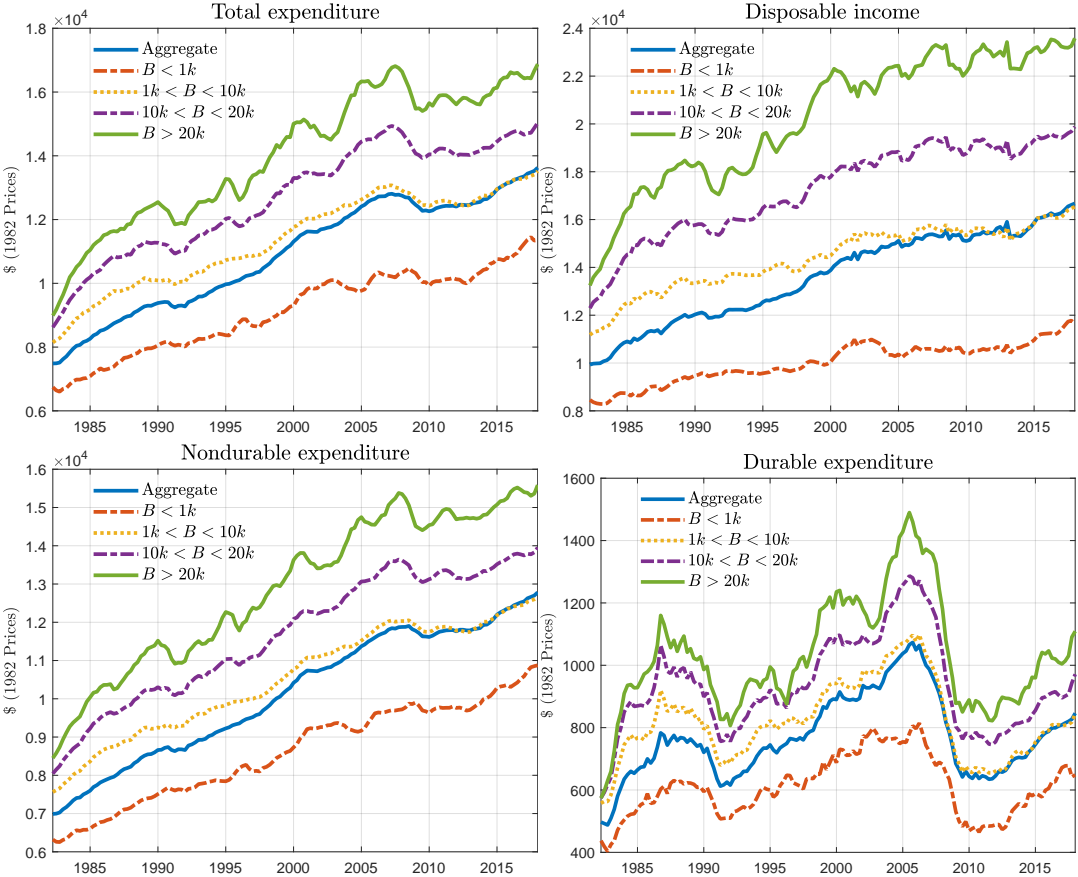 Total expenditure
×10⁴
1.8
1.6
1.4
1.2
1
0.8
0.6
$ (1982 Prices)
Aggregate
B < 1k
1k < B < 10k
10k < B < 20k
B > 20k
1985 1990 1995 2000 2005 2010 2015
Disposable income
×10⁴
2.4
2.2
2
1.8
1.6
1.4
1.2
1
0.8
$ (1982 Prices)
Aggregate
B < 1k
1k < B < 10k
10k < B < 20k
B > 20k
1985 1990 1995 2000 2005 2010 2015
Nondurable expenditure
×10⁴
1.6
1.5
1.4
1.3
1.2
1.1
1
0.9
0.8
0.7
0.6
$ (1982 Prices)
Aggregate
B < 1k
1k < B < 10k
10k < B < 20k
B > 20k
1985 1990 1995 2000 2005 2010 2015
Durable expenditure
1600
1400
1200
1000
800
600
400
$ (1982 Prices)
Aggregate
B < 1k
1k < B < 10k
10k < B < 20k
B > 20k
1985 1990 1995 2000 2005 2010 2015